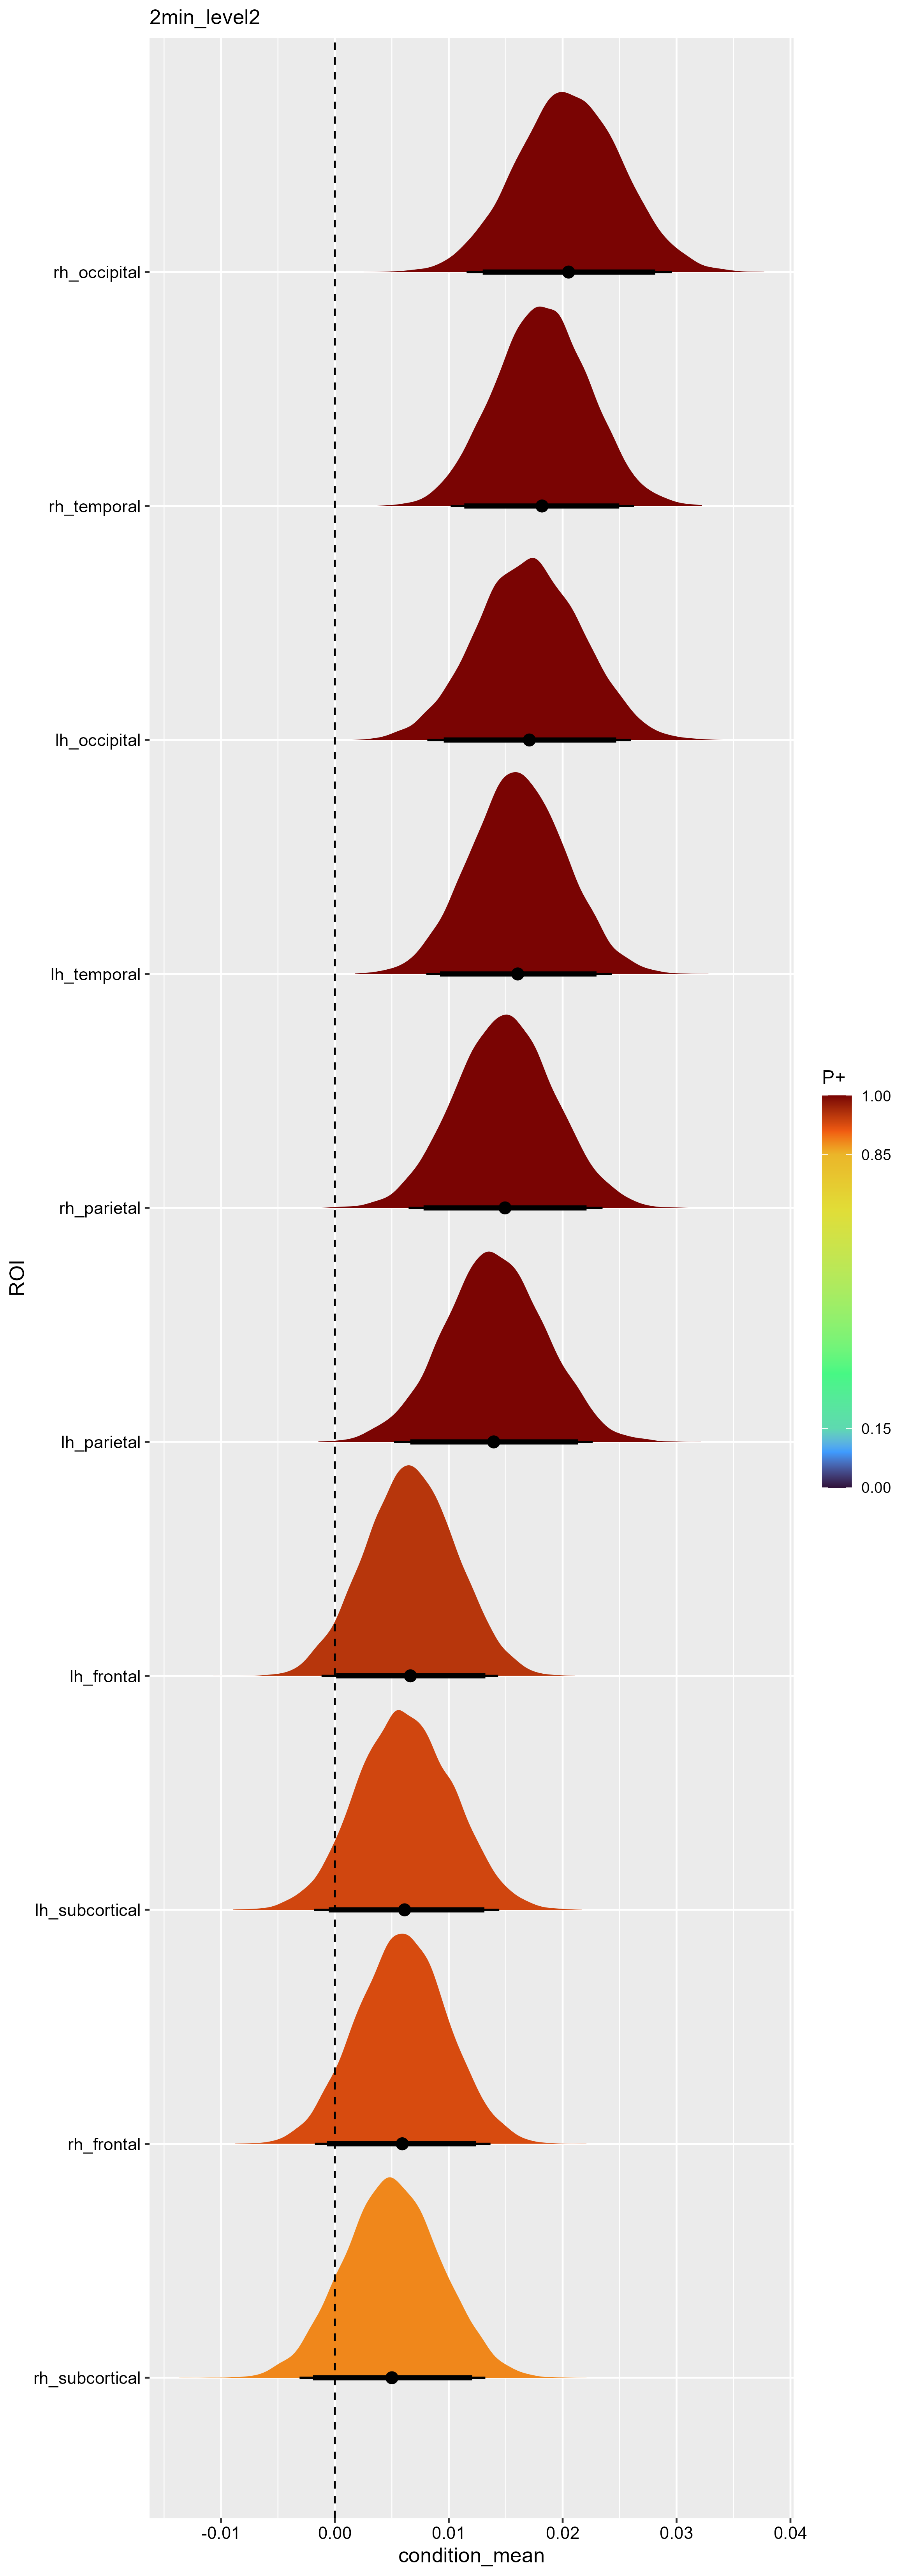 2min_level2
rh_occipital
rh_temporal
lh_occipital
lh_temporal
rh_parietal
lh_parietal
lh_frontal
lh_subcortical
rh_frontal
rh_subcortical
ROI
-0.01 0.00 0.01 0.02 0.03 0.04
condition_mean
P+
1.00
0.85
0.15
0.00